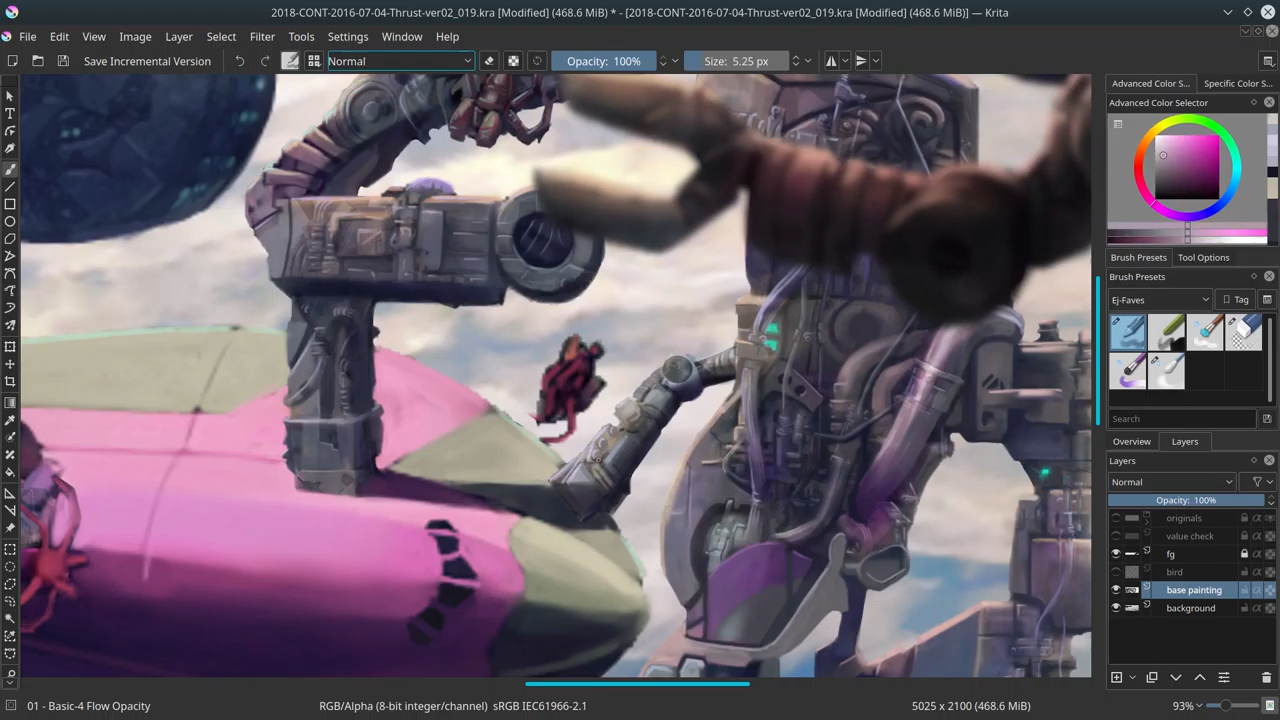 2018-CONT-2016-07-04-Thrust-ver02_019.kra [Modified] (468.6 MiB) * - [2018-CONT-2016-07-04-Thrust-ver02_019.kra [Modified] (468.6 MiB)] — Krita
File Edit View Image Layer Select Filter Tools Settings Window Help
Save Incremental Version Normal Opacity: 100% Size: 5.25 px
Advanced Color S... Specific Color S...
Advanced Color Selector
Brush Presets Tool Options
Brush Presets
Ej-Faves Tag
Search
Overview Layers
Layers
Normal
Opacity: 100%
originals
value check
fg
bird
base painting
background
01 - Basic-4 Flow Opacity RGB/Alpha (8-bit integer/channel) sRGB IEC61966-2.1 5025 x 2100 (468.6 MiB) 93%